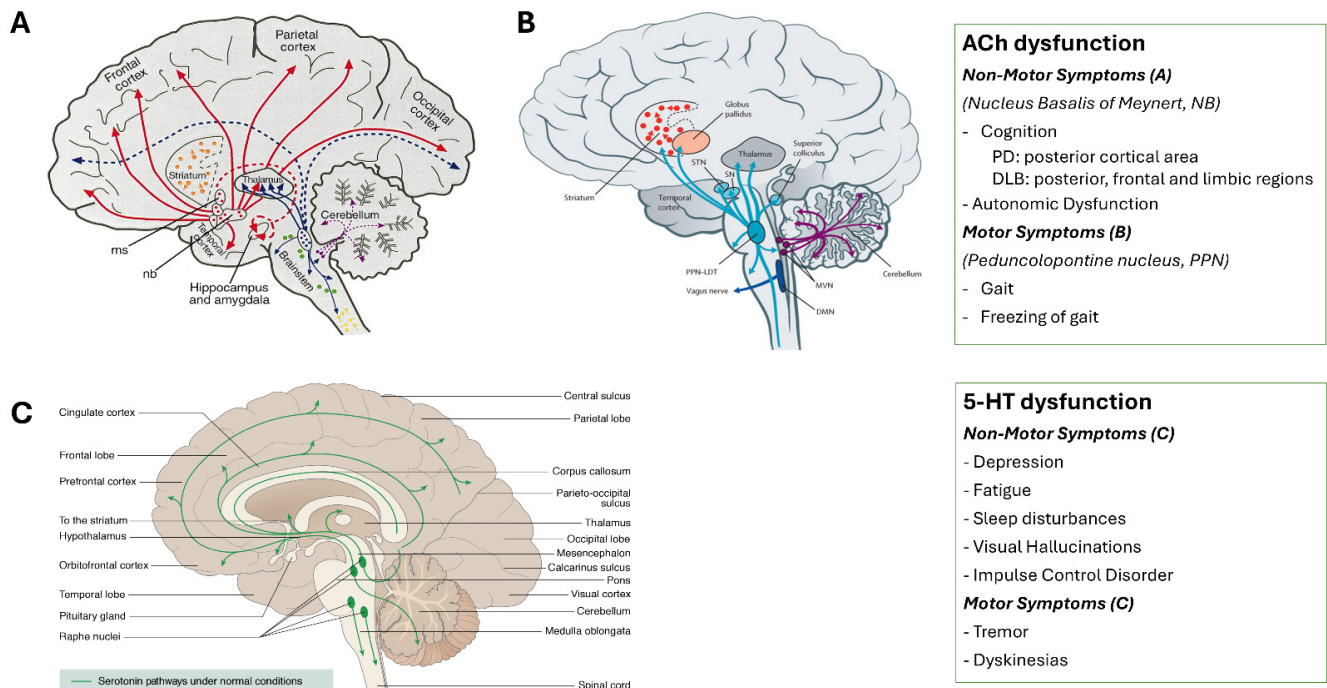 A
Parietal
cortex
Frontal
cortex
Occipital
cortex
Striatum
Thalamus
Cerebellum
ms
Temporal
cortex
nb
Brainstem
Hippocampus
and amygdala
B
Globus
pallidus
Superior
colliculus
STN
Thalamus
SN
Striatum
Temporal
cortex
Cerebellum
PPN-LDT
MVN
Vagus nerve
DMN
ACh dysfunction
Non-Motor Symptoms (A)
(Nucleus Basalis of Meynert, NB)
- Cognition
PD: posterior cortical area
DLB: posterior, frontal and limbic regions
- Autonomic Dysfunction
Motor Symptoms (B)
(Peduncolopontine nucleus, PPN)
- Gait
- Freezing of gait
C
Cingulate cortex
Frontal lobe
Prefrontal cortex
To the striatum
Hypothalamus
Orbitofrontal cortex
Temporal lobe
Pituitary gland
Raphe nuclei
Central sulcus
Parietal lobe
Corpus callosum
Parieto-occipital
sulcus
Thalamus
Occipital lobe
Mesencephalon
Calcarinus sulcus
Pons
Visual cortex
Cerebellum
Medulla oblongata
Spinal cord
Serotonin pathways under normal conditions
5-HT dysfunction
Non-Motor Symptoms (C)
- Depression
- Fatigue
- Sleep disturbances
- Visual Hallucinations
- Impulse Control Disorder
Motor Symptoms (C)
- Tremor
- Dyskinesias